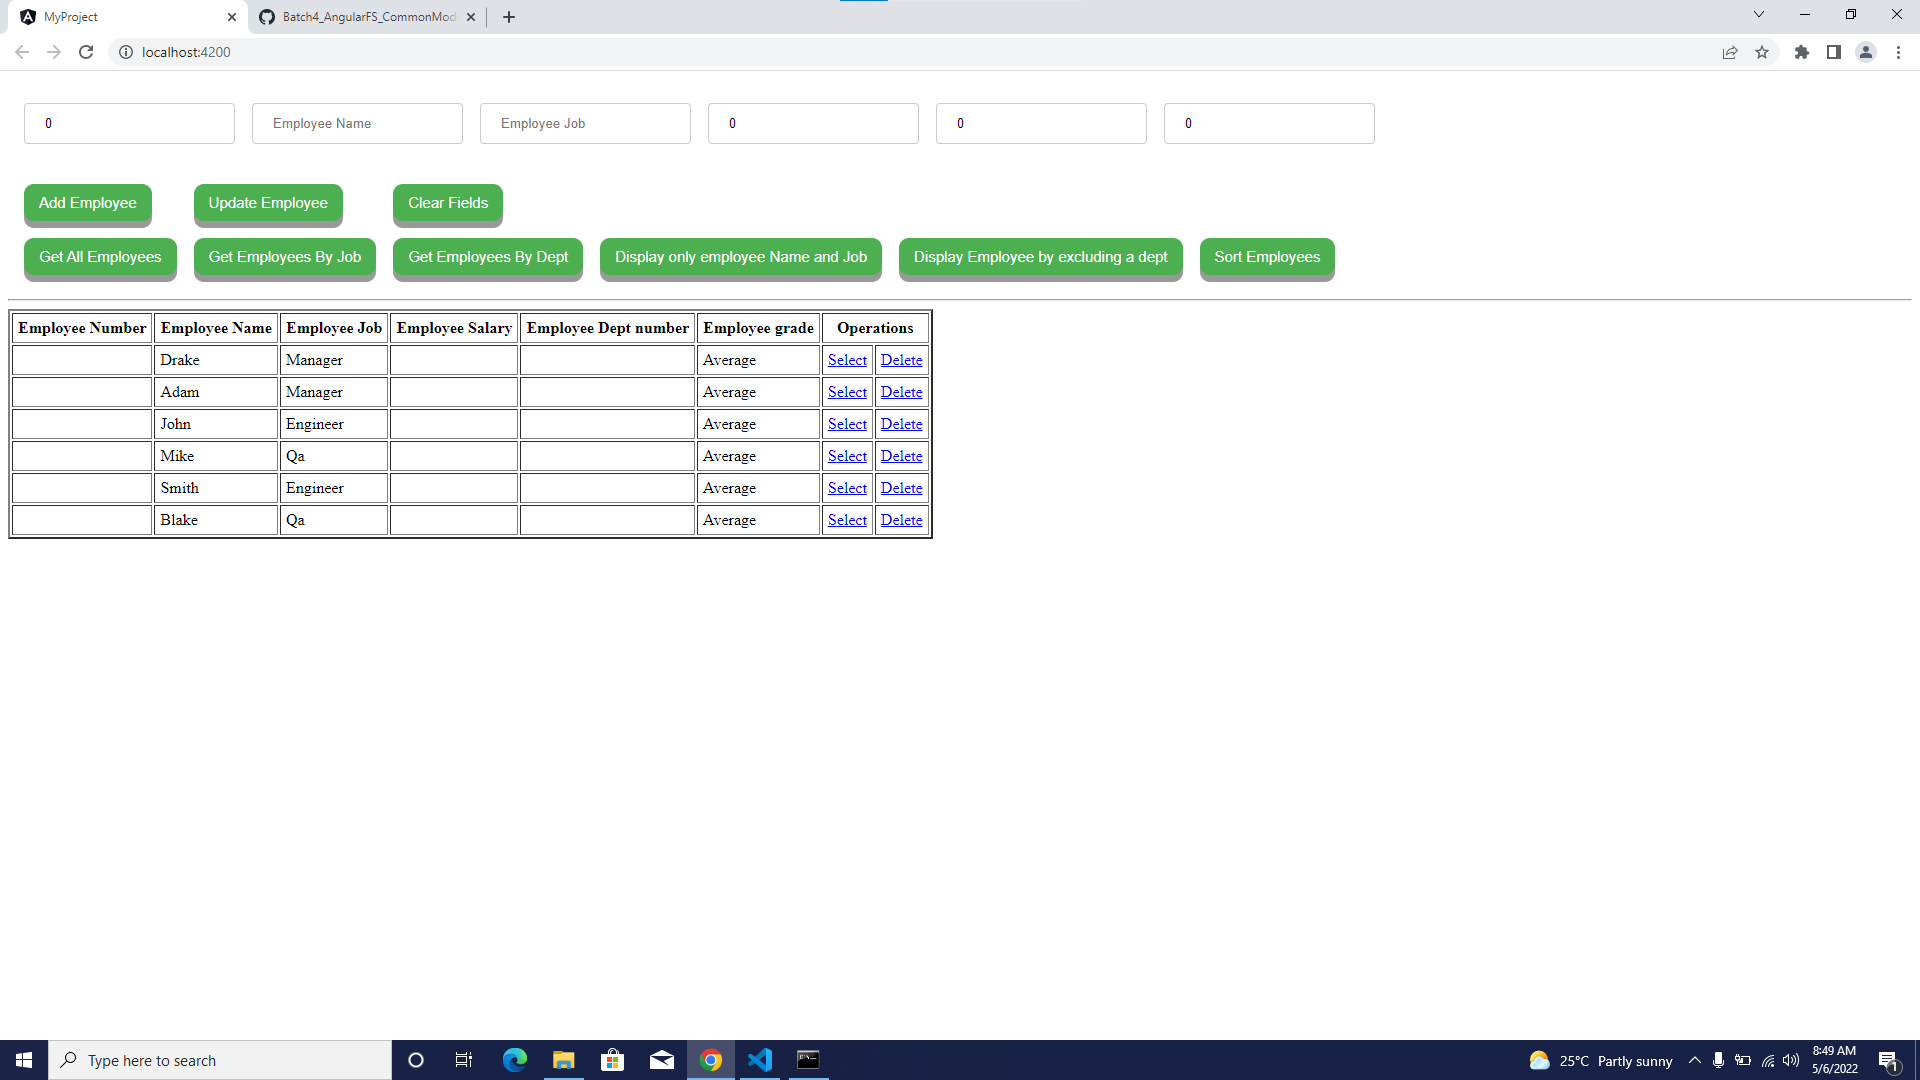 MyProject
Batch4_AngularFS_CommonMod
localhost:4200
0 Employee Name Employee Job 0 0 0
Add Employee Update Employee Clear Fields
Get All Employees Get Employees By Job Get Employees By Dept Display only employee Name and Job Display Employee by excluding a dept Sort Employees
Employee Number Employee Name Employee Job Employee Salary Employee Dept number Employee grade Operations
Drake Manager Average Select Delete
Adam Manager Average Select Delete
John Engineer Average Select Delete
Mike Qa Average Select Delete
Smith Engineer Average Select Delete
Blake Qa Average Select Delete
Type here to search
25°C Partly sunny
8:49 AM
5/6/2022
1